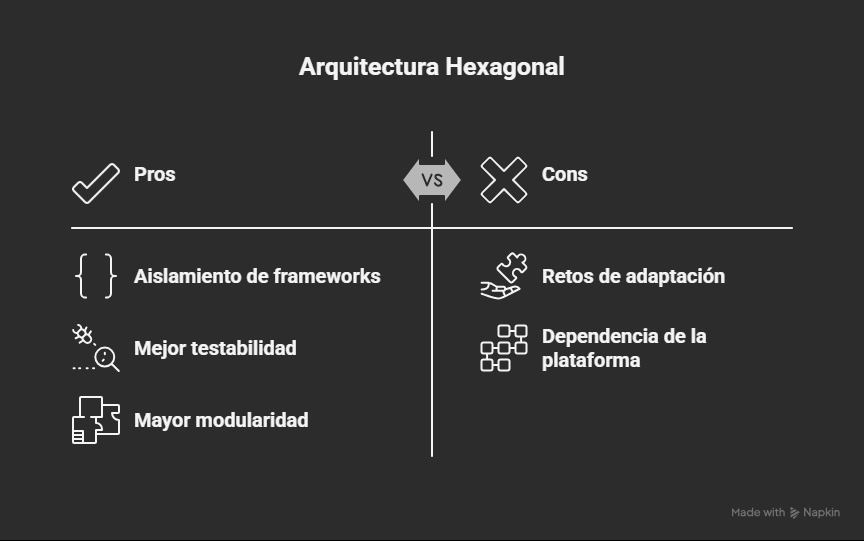 Arquitectura Hexagonal
Pros
VS
Cons
Aislamiento de frameworks
Mejor testabilidad
Mayor modularidad
Retos de adaptación
Dependencia de la
plataforma
Made with Napkin